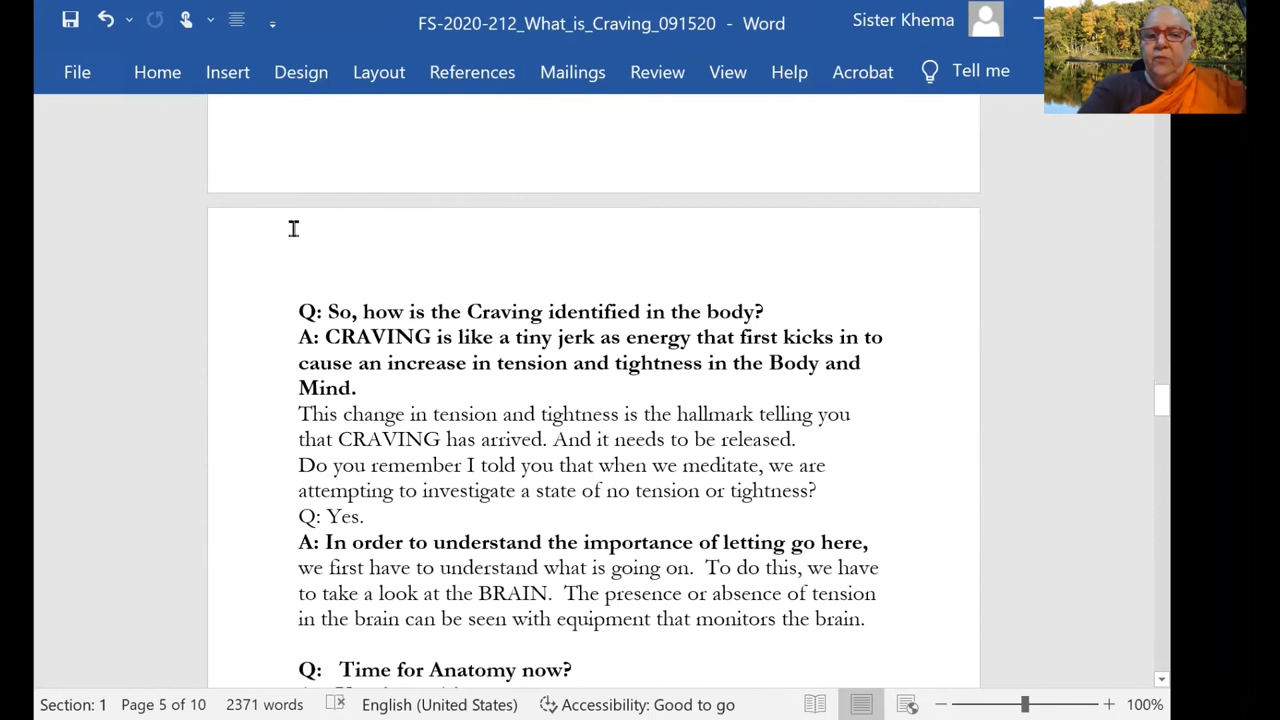 FS-2020-212_What_is_Craving_091520 - Word
Sister Khema
File Home Insert Design Layout References Mailings Review View Help Acrobat Tell me
Q: So, how is the Craving identified in the body?
A: CRAVING is like a tiny jerk as energy that first kicks in to
cause an increase in tension and tightness in the Body and
Mind.
This change in tension and tightness is the hallmark telling you
that CRAVING has arrived. And it needs to be released.
Do you remember I told you that when we meditate, we are
attempting to investigate a state of no tension or tightness?
Q: Yes.
A: In order to understand the importance of letting go here,
we first have to understand what is going on. To do this, we have
to take a look at the BRAIN. The presence or absence of tension
in the brain can be seen with equipment that monitors the brain.
Q: Time for Anatomy now?
Section: 1 Page 5 of 10 2371 words English (United States) Accessibility: Good to go 100%